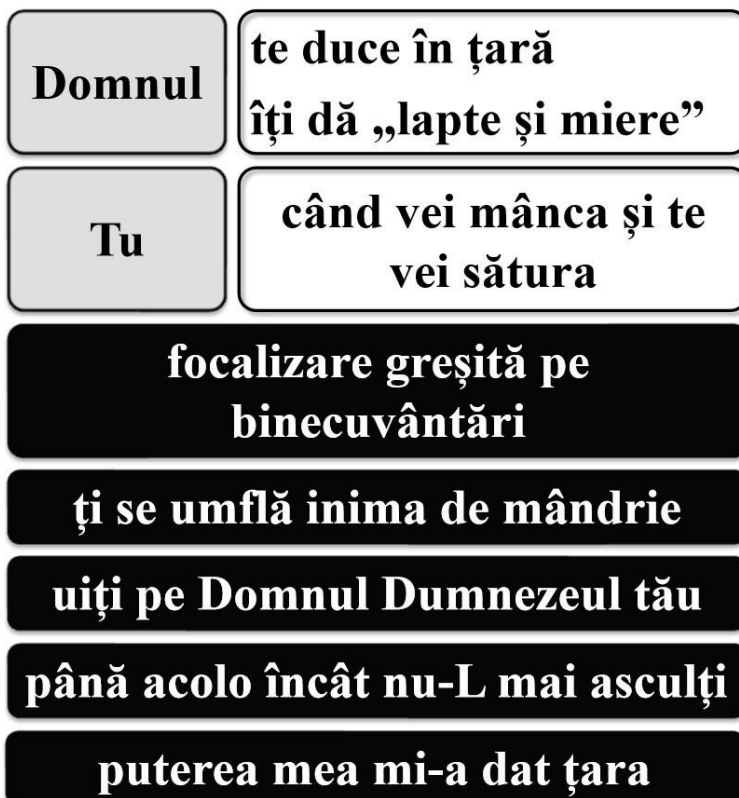 Domnul
te duce în țară
îți dă „lapte și miere”
Tu
când vei mânca și te
vei sătura
focalizare greșită pe
binecuvântări
ți se umflă inima de mândrie
uiți pe Domnul Dumnezeul tău
până acolo încât nu-L mai asculți
puterea mea mi-a dat țara